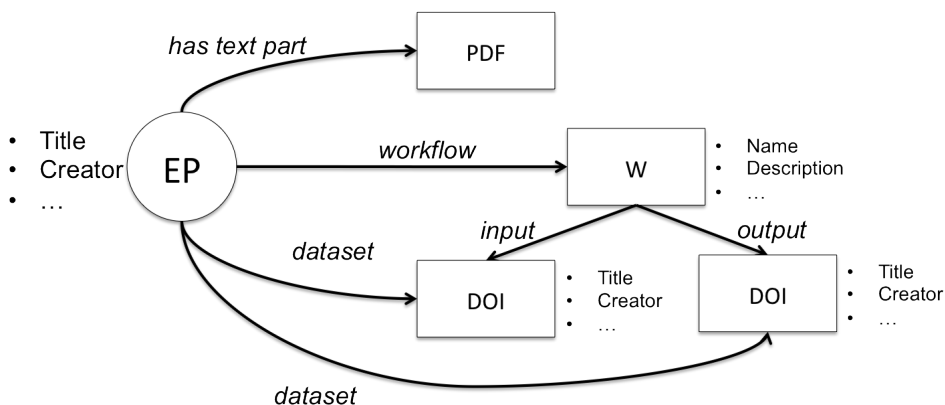 has text part
PDF
• Title
• Creator
• ...
EP
workflow
W
• Name
• Description
• ...
input
output
dataset
DOI
• Title
• Creator
• ...
DOI
• Title
• Creator
• ...
dataset